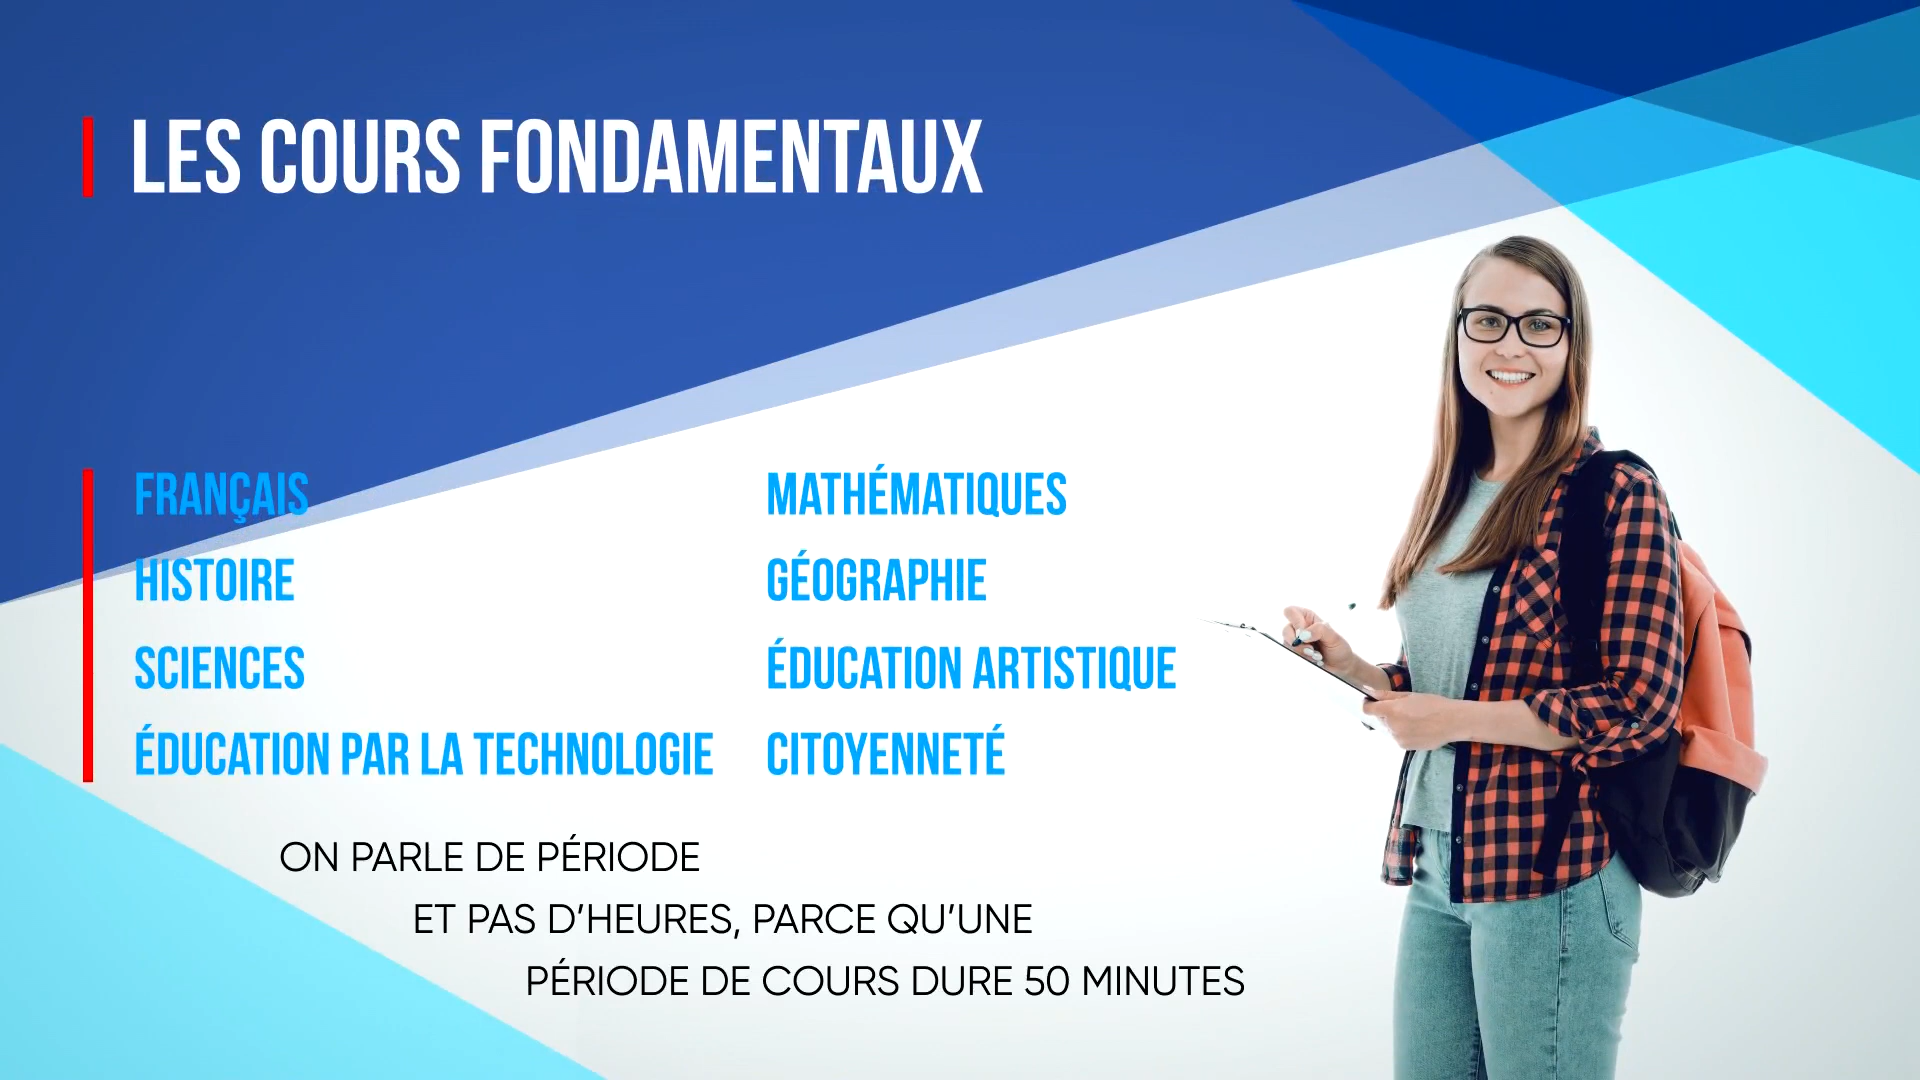 LES COURS FONDAMENTAUX
FRANÇAIS
HISTOIRE
SCIENCES
ÉDUCATION PAR LA TECHNOLOGIE
MATHÉMATIQUES
GÉOGRAPHIE
ÉDUCATION ARTISTIQUE
CITOYENNETÉ
ON PARLE DE PÉRIODE
ET PAS D’HEURES, PARCE QU’UNE
PÉRIODE DE COURS DURE 50 MINUTES